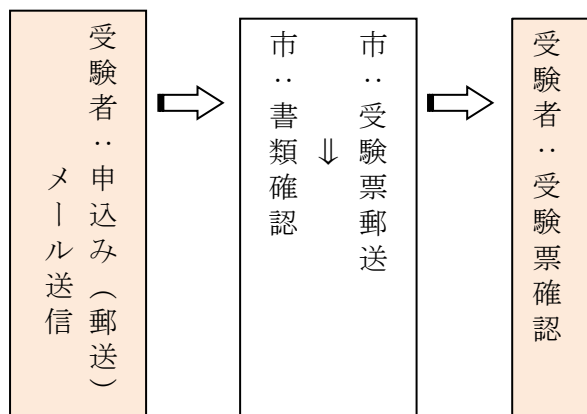 受験者：申込み（郵送）
メール送信
市：書類確認
⇓
市：受験票郵送
受験者：受験票確認